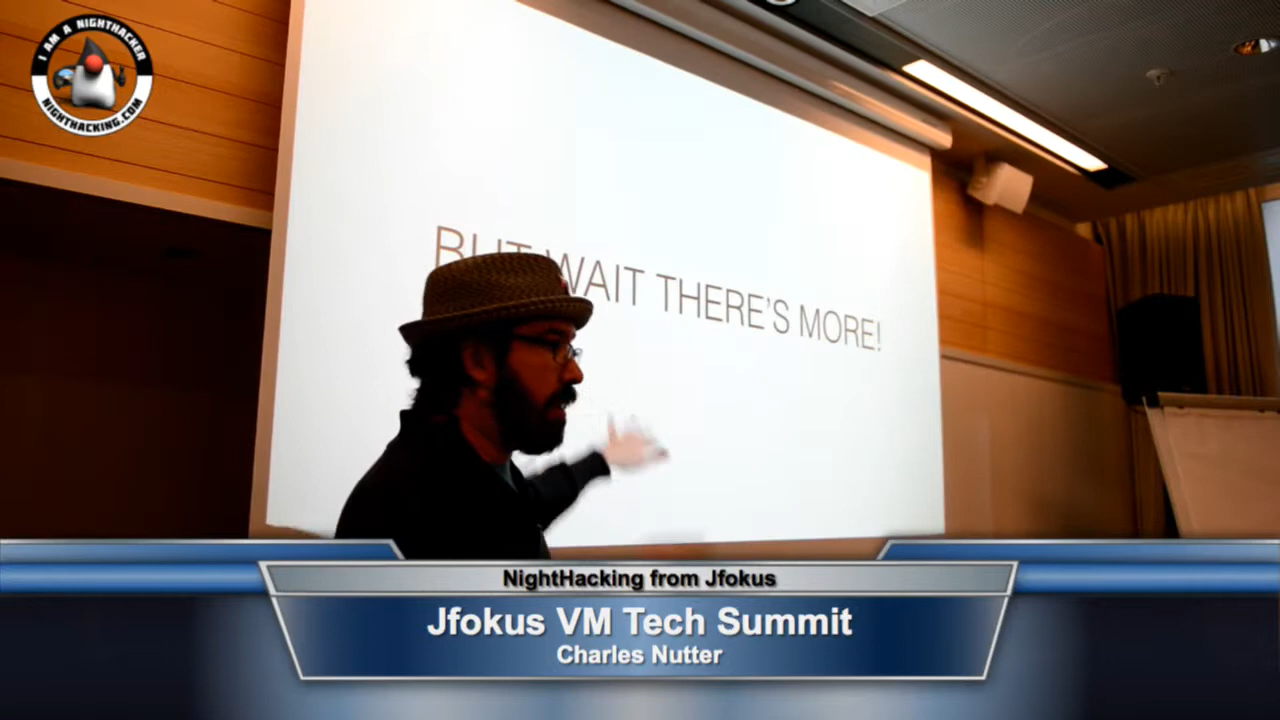 I AM A NIGHTHACKER
NIGHTHACKING.COM
BUT WAIT THERE'S MORE!
NightHacking from Jfokus
Jfokus VM Tech Summit
Charles Nutter